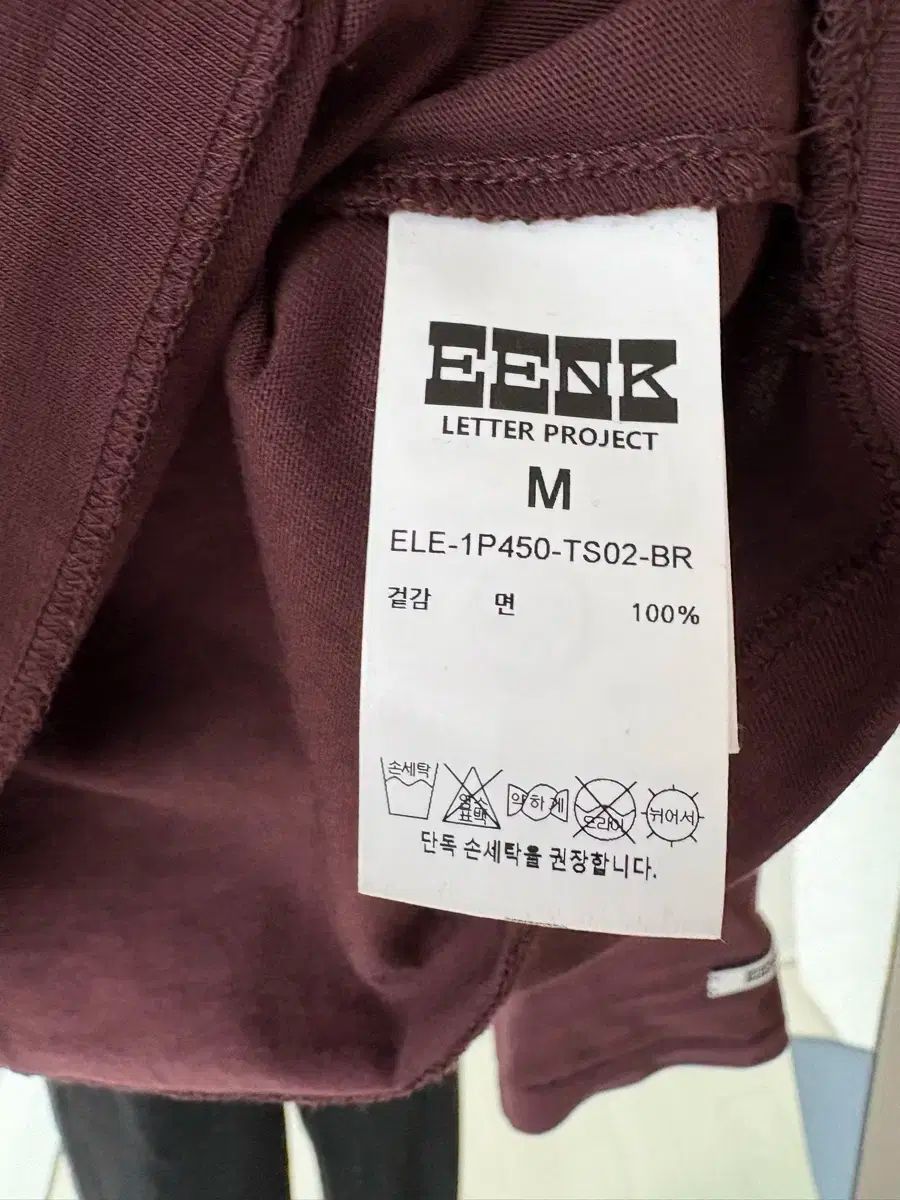 EENK
LETTER PROJECT
M
ELE-1P450-TS02-BR
겉감 면 100%
손세탁 염소 표백 약하게 드라이 뉘어서
단독 손세탁을 권장합니다.